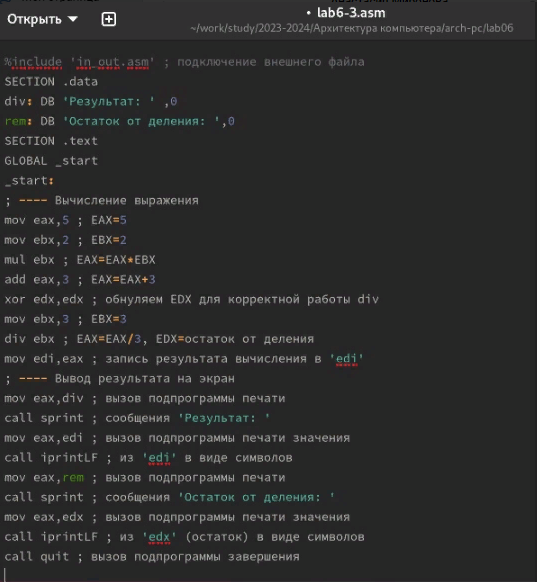 Открыть
• lab6-3.asm
~/work/study/2023-2024/Архитектура компьютера/arch-pc/lab06
%include 'in_out.asm' ; подключение внешнего файла
SECTION .data
div: DB 'Результат: ' ,0
rem: DB 'Остаток от деления: ',0
SECTION .text
GLOBAL _start
_start:
; ---- Вычисление выражения
mov eax,5 ; EAX=5
mov ebx,2 ; EBX=2
mul ebx ; EAX=EAX*EBX
add eax,3 ; EAX=EAX+3
xor edx,edx ; обнуляем EDX для корректной работы div
mov ebx,3 ; EBX=3
div ebx ; EAX=EAX/3, EDX=остаток от деления
mov edi,eax ; запись результата вычисления в 'edi'
; ---- Вывод результата на экран
mov eax,div ; вызов подпрограммы печати
call sprint ; сообщения 'Результат: '
mov eax,edi ; вызов подпрограммы печати значения
call iprintLF ; из 'edi' в виде символов
mov eax,rem ; вызов подпрограммы печати
call sprint ; сообщения 'Остаток от деления: '
mov eax,edx ; вызов подпрограммы печати значения
call iprintLF ; из 'edx' (остаток) в виде символов
call quit ; вызов подпрограммы завершения